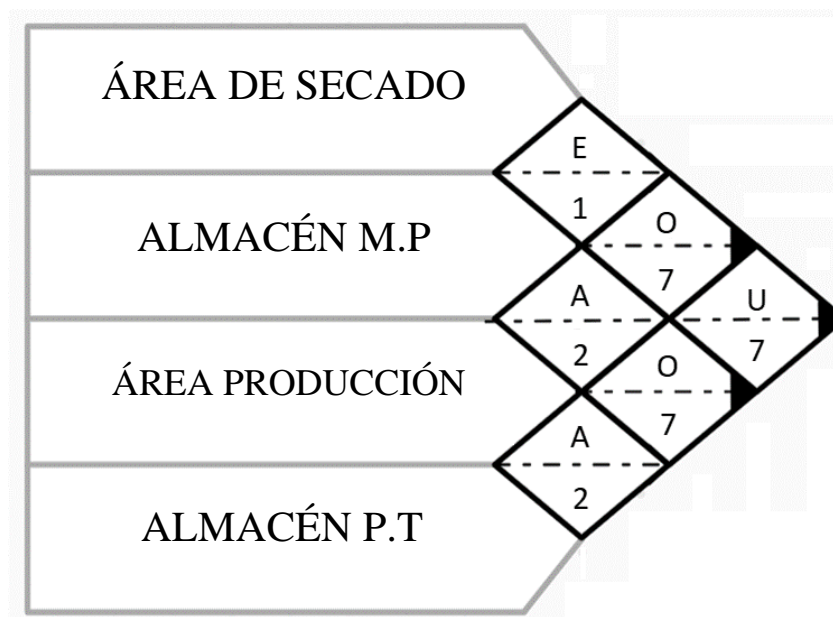 ÁREA DE SECADO
E
1
ALMACÉN M.P
O
7
A
2
U
7
ÁREA PRODUCCIÓN
O
7
A
2
ALMACÉN P.T